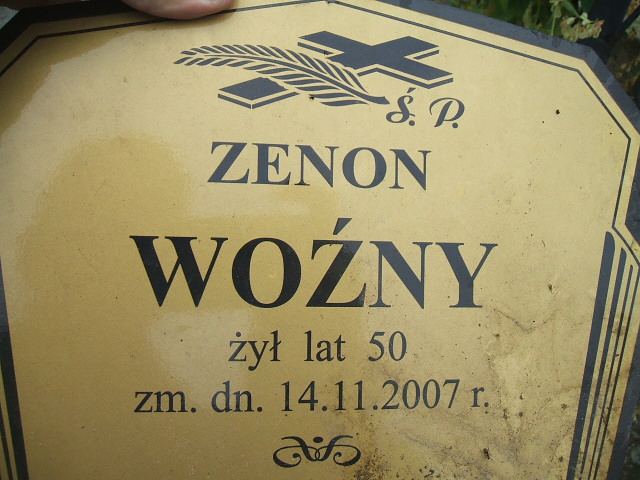 Ś. P.
ZENON
WOŹNY
żył lat 50
zm. dn. 14.11.2007 r.